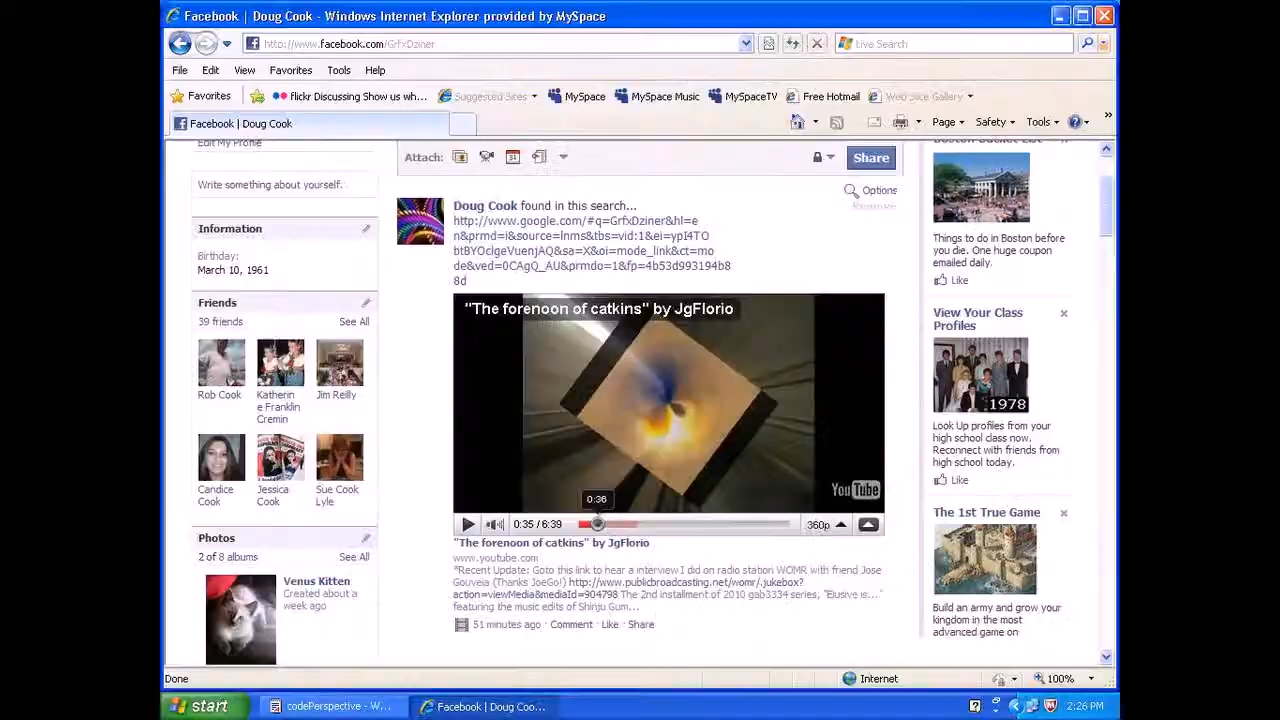 Facebook | Doug Cook - Windows Internet Explorer provided by MySpace
http://www.facebook.com/GrfxDziner
Live Search
File Edit View Favorites Tools Help
Favorites flickr Discussing Show us wh... Suggested Sites MySpace MySpace Music MySpaceTV Free Hotmail Web Slice Gallery
Facebook | Doug Cook
Page Safety Tools
Edit My Profile
Write something about yourself.
Information
Birthday:
March 10, 1961
Friends
39 friends See All
Rob Cook
Katherin
e Franklin
Cremin
Jim Reilly
Candice
Cook
Jessica
Cook
Sue Cook
Lyle
Photos
2 of 8 albums See All
Venus Kitten
Created about a
week ago
Attach: 31 Share
Options
Remove
Doug Cook found in this search...
http://www.google.com/#q=GrfxDziner&hl=e
n&prmd=i&source=lnms&tbs=vid:1&ei=ypI4TO
btBYOcigeVuenjAQ&sa=X&oi=mode_link&ct=mo
de&ved=0CAgQ_AU&prmdo=1&fp=4b53d993194b8
8d
"The forenoon of catkins" by JgFlorio
YouTube
0:36
0:35 / 6:39 360p
"The forenoon of catkins" by JgFlorio
www.youtube.com
*Recent Update: Goto this link to hear a interview I did on radio station WOMR with friend Jose
Gouveia (Thanks JoeGo!) http://www.publicbroadcasting.net/womr/.jukebox?
action=viewMedia&mediaId=904798 The 2nd installment of 2010 gab3334 series, "Elusive is..."
featuring the music edits of Shinju Gum...
51 minutes ago · Comment · Like · Share
Boston Bucket List
Things to do in Boston before
you die. One huge coupon
emailed daily.
Like
View Your Class
Profiles
1978
Look Up profiles from your
high school class now.
Reconnect with friends from
high school today.
Like
The 1st True Game
Build an army and grow your
kingdom in the most
advanced game on
Done Internet 100%
start codeperspective - W... Facebook | Doug Coo... 2:26 PM